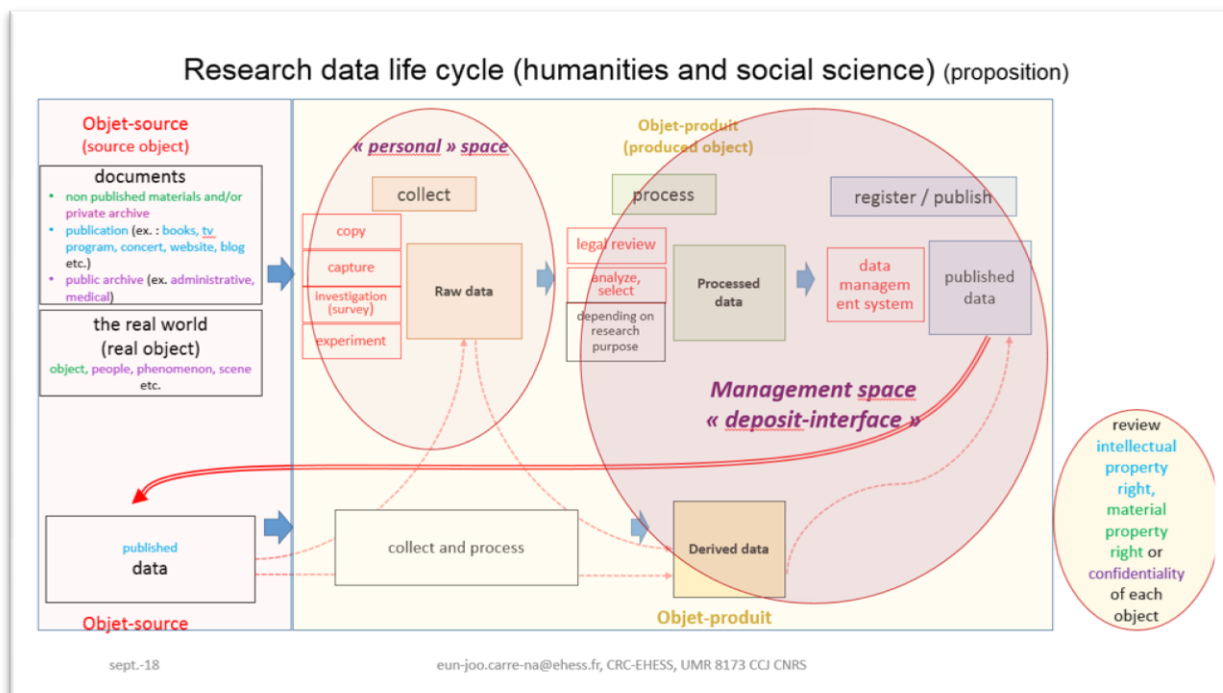 Research data life cycle (humanities and social science) (proposition)
Objet-source
(source object)
documents
• non published materials and/or
private archive
• publication (ex. : books, tv
program, concert, website, blog
etc.)
• public archive (ex. administrative,
medical)
the real world
(real object)
object, people, phenomenon, scene
etc.
« personal » space
collect
copy
capture
investigation
(survey)
experiment
Raw data
Objet-produit
(produced object)
process
legal review
analyze,
select
depending on
research
purpose
Processed
data
register / publish
data
managem
ent system
published
data
Management space
« deposit-interface »
published
data
Objet-source
collect and process
Derived data
Objet-produit
review
intellectual
property
right,
material
property
right or
confidentiality
of each
object
sept.-18
eun-joo.carre-na@ehess.fr, CRC-EHESS, UMR 8173 CCJ CNRS